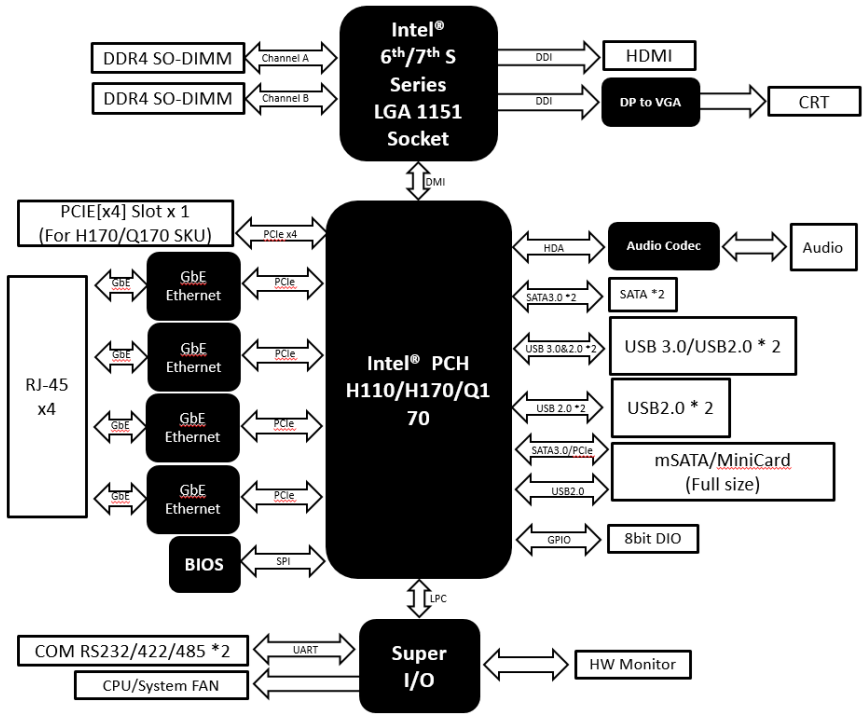 Intel®
6th/7th S
Series
LGA 1151
Socket
DDR4 SO-DIMM
Channel A
DDR4 SO-DIMM
Channel B
DDI
HDMI
DDI
DP to VGA
CRT
DMI
PCIE[x4] Slot x 1
(For H170/Q170 SKU)
PCIe x4
Intel® PCH
H110/H170/Q1
70
RJ-45
x4
GbE
GbE
Ethernet
PCIe
GbE
GbE
Ethernet
PCIe
GbE
GbE
Ethernet
PCIe
GbE
GbE
Ethernet
PCIe
BIOS
SPI
HDA
Audio Codec
Audio
SATA3.0 *2
SATA *2
USB 3.0&2.0 *2
USB 3.0/USB2.0 * 2
USB 2.0 *2
USB2.0 * 2
SATA3.0/PCIe
USB2.0
mSATA/MiniCard
(Full size)
GPIO
8bit DIO
LPC
Super
I/O
COM RS232/422/485 *2
UART
CPU/System FAN
HW Monitor